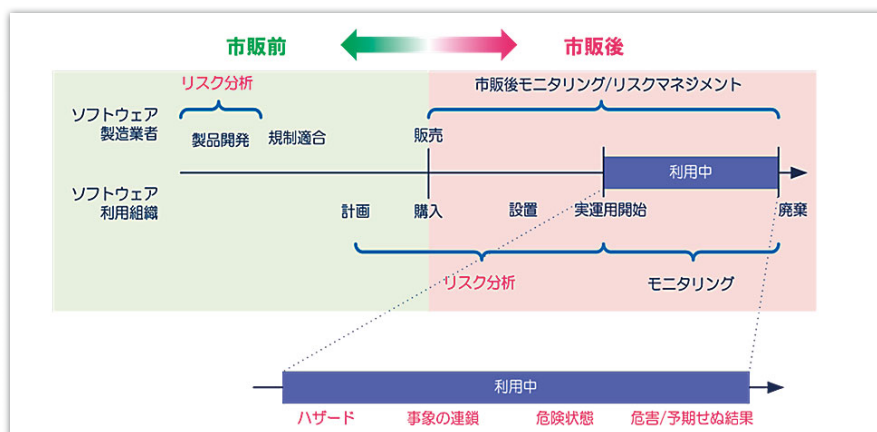 市販前
市販後
リスク分析
市販後モニタリング/リスクマネジメント
ソフトウェア
製造業者
製品開発
規制適合
販売
利用中
ソフトウェア
利用組織
計画
購入
設置
実運用開始
廃棄
リスク分析
モニタリング
利用中
ハザード
事象の連鎖
危険状態
危害/予期せぬ結果